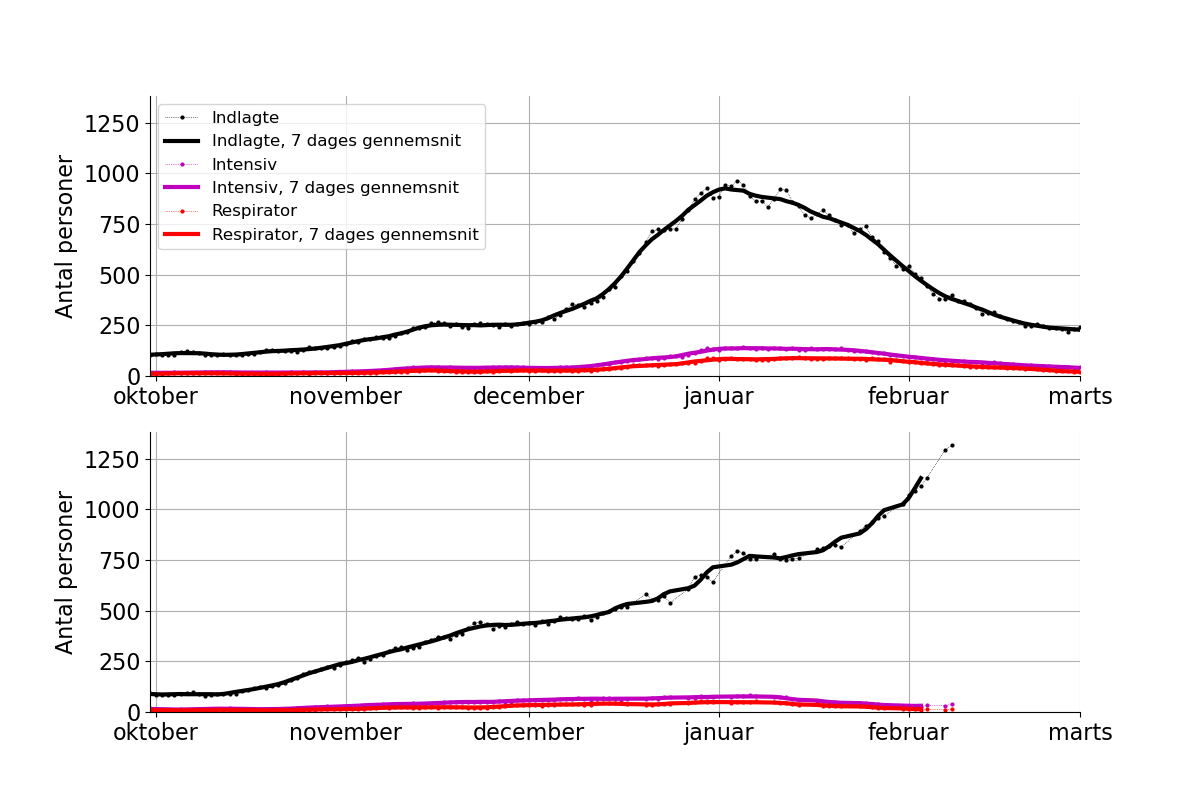 Antal personer
1250
1000
750
500
250
0
Indlagte
Indlagte, 7 dages gennemsnit
Intensiv
Intensiv, 7 dages gennemsnit
Respirator
Respirator, 7 dages gennemsnit
oktober november december januar februar marts
Antal personer
1250
1000
750
500
250
0
oktober november december januar februar marts